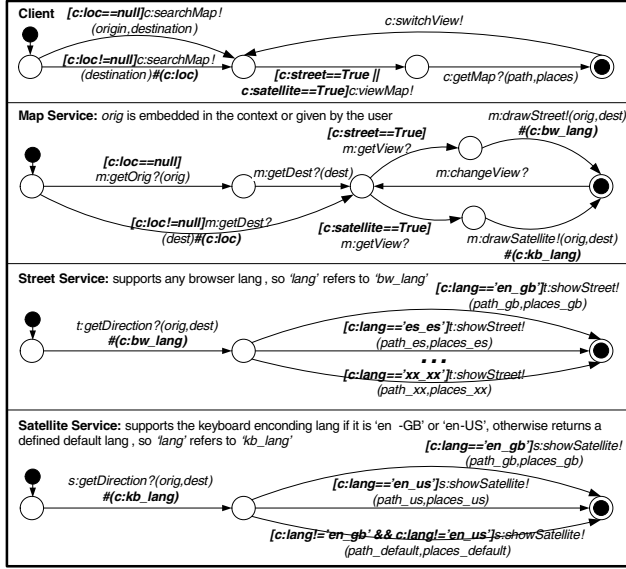 Client
[c:loc==null]c:searchMap!
(origin,destination)
c:switchView!
[c:loc!=null]c:searchMap!
(destination)#(c:loc)
[c:street==True ||
c:satellite==True]c:viewMap!
c:getMap?(path,places)
Map Service: orig is embedded in the context or given by the user
[c:street==True]
m:getView?
m:drawStreet!(orig,dest)
#(c:bw_lang)
[c:loc==null]
m:getOrig?(orig)
m:getDest?(dest)
m:changeView?
[c:loc!=null]m:getDest?
(dest)#(c:loc)
[c:satellite==True]
m:getView?
m:drawSatellite!(orig,dest)
#(c:kb_lang)
Street Service: supports any browser lang , so 'lang' refers to 'bw_lang'
[c:lang=='en_gb']t:showStreet!
(path_gb,places_gb)
t:getDirection?(orig,dest)
#(c:bw_lang)
[c:lang=='es_es']t:showStreet!
(path_es,places_es)
...
[c:lang=='xx_xx']t:showStreet!
(path_xx,places_xx)
Satellite Service: supports the keyboard enconding lang if it is 'en -GB' or 'en-US', otherwise returns a
defined default lang , so 'lang' refers to 'kb_lang'
[c:lang=='en_gb']s:showSatellite!
(path_gb,places_gb)
s:getDirection?(orig,dest)
#(c:kb_lang)
[c:lang=='en_us']s:showSatellite!
(path_us,places_us)
[c:lang!='en_gb' && c:lang!='en_us']s:showSatellite!
(path_default,places_default)